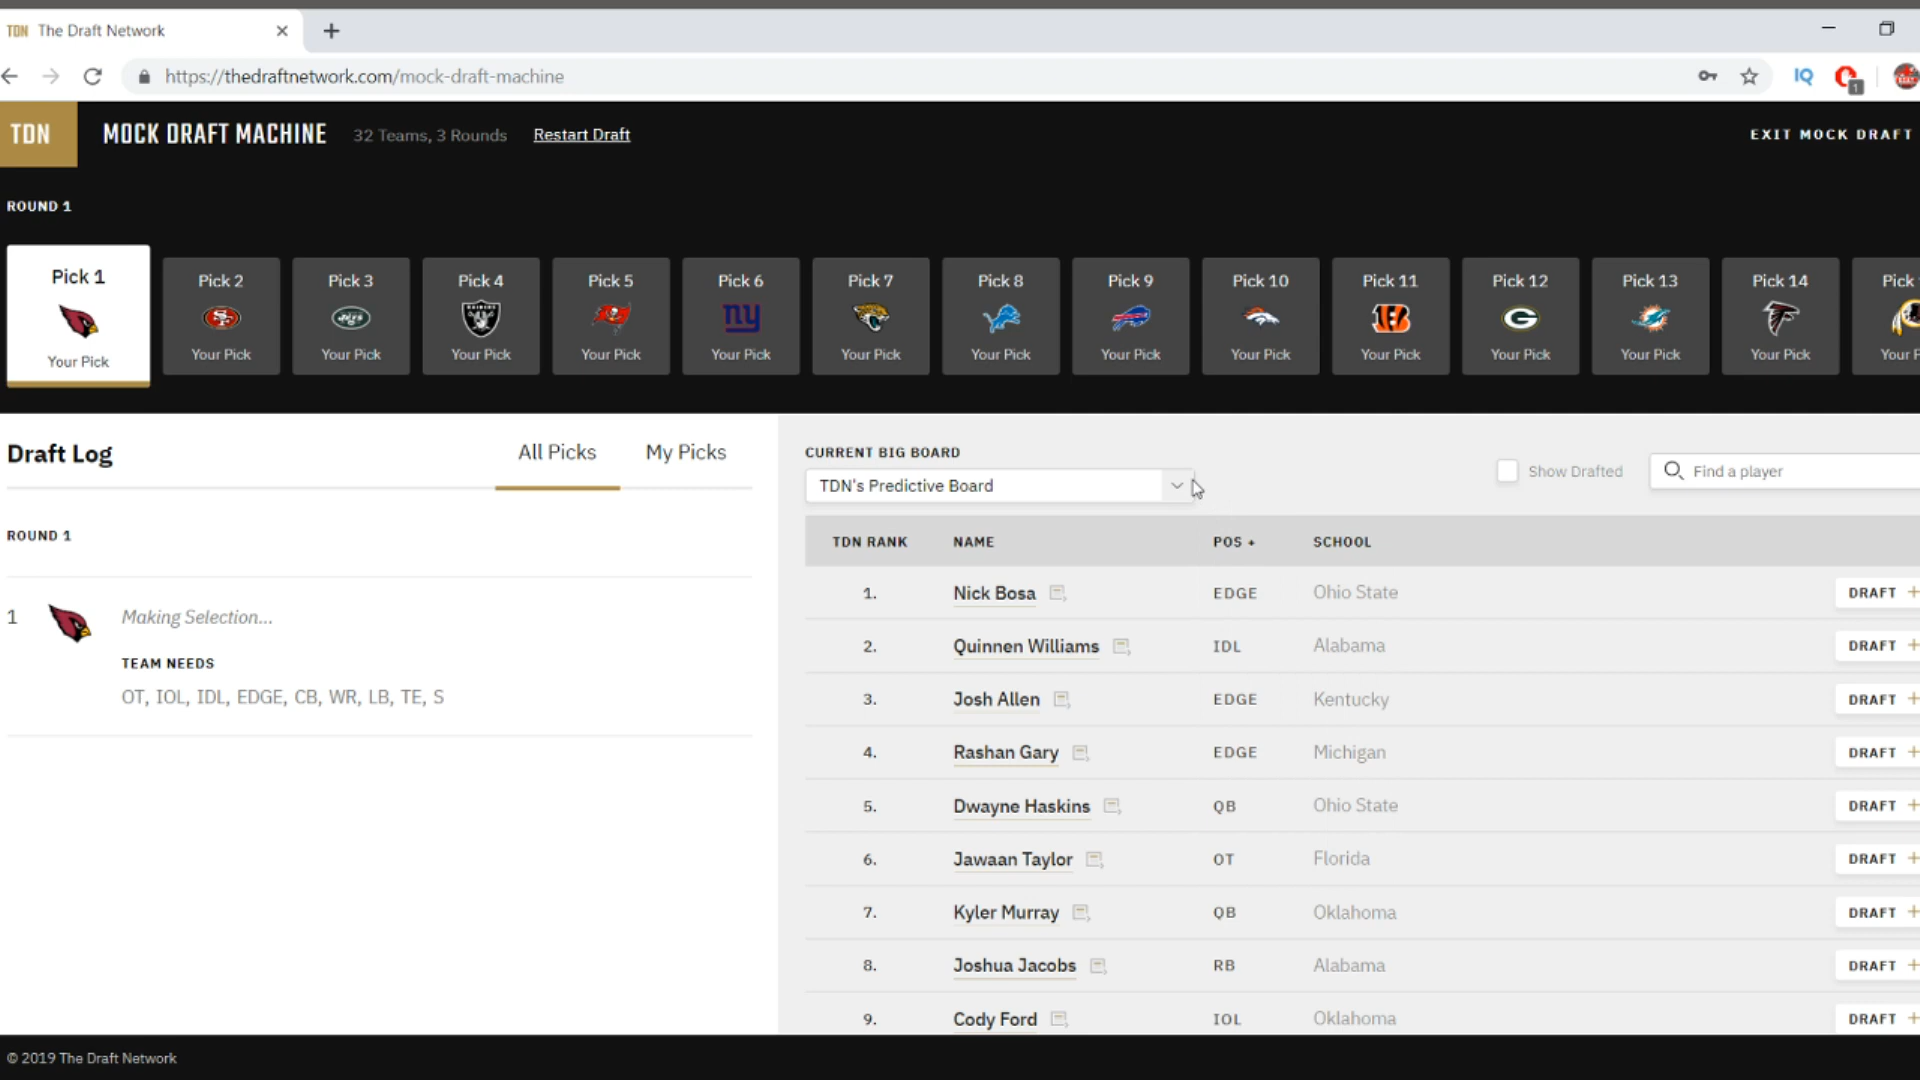 TDN The Draft Network
https://thedraftnetwork.com/mock-draft-machine
IQ
1
TDN
MOCK DRAFT MACHINE 32 Teams, 3 Rounds Restart Draft
EXIT MOCK DRAFT
ROUND 1
Pick 1 Pick 2 Pick 3 Pick 4 Pick 5 Pick 6 Pick 7 Pick 8 Pick 9 Pick 10 Pick 11 Pick 12 Pick 13 Pick 14 Pick
ny
Your Pick Your Pick Your Pick Your Pick Your Pick Your Pick Your Pick Your Pick Your Pick Your Pick Your Pick Your Pick Your Pick Your Pick Your P
Draft Log All Picks My Picks
ROUND 1
1 Making Selection...
TEAM NEEDS
OT, IOL, IDL, EDGE, CB, WR, LB, TE, S
CURRENT BIG BOARD
TDN's Predictive Board
Show Drafted
Find a player
TDN RANK NAME POS + SCHOOL
1. Nick Bosa EDGE Ohio State DRAFT +
2. Quinnen Williams IDL Alabama DRAFT +
3. Josh Allen EDGE Kentucky DRAFT +
4. Rashan Gary EDGE Michigan DRAFT +
5. Dwayne Haskins QB Ohio State DRAFT +
6. Jawaan Taylor OT Florida DRAFT +
7. Kyler Murray QB Oklahoma DRAFT +
8. Joshua Jacobs RB Alabama DRAFT +
9. Cody Ford IOL Oklahoma DRAFT +
© 2019 The Draft Network